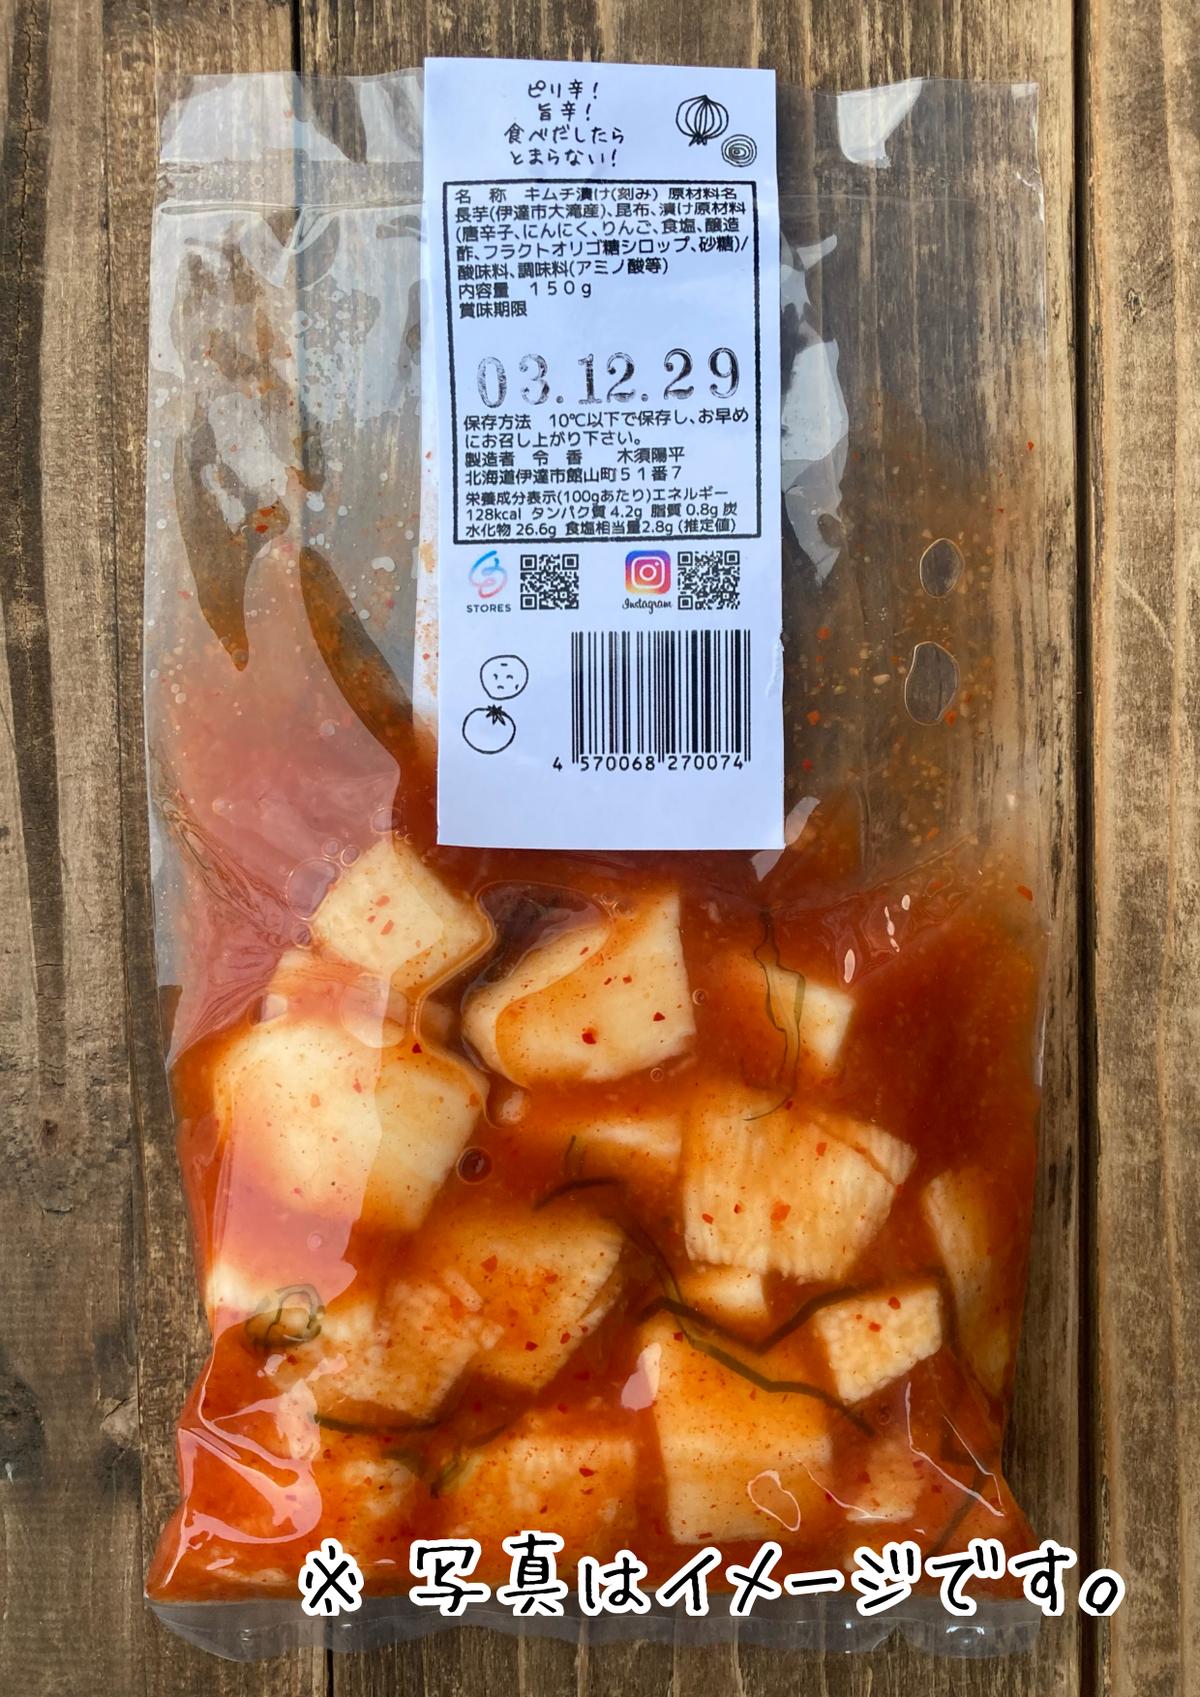 ピリ辛!
旨辛!
食べだしたら
とまらない!
名 称 キムチ漬け(刻み) 原材料名
長芋(伊達市大滝産)、昆布、漬け原材料
(唐辛子、にんにく、りんご、食塩、醸造
酢、フラクトオリゴ糖シロップ、砂糖)/
酸味料、調味料(アミノ酸等)
内容量 150g
賞味期限
03.12.29
保存方法 10℃以下で保存し、お早め
にお召し上がり下さい。
製造者 令 香 木須陽平
北海道伊達市館山町51番7
栄養成分表示(100gあたり)エネルギー
128kcal タンパク質 4.2g 脂質 0.8g 炭
水化物 26.6g 食塩相当量2.8g (推定値)
STORES
Instagram
4 570068 270074
※ 写真はイメージです。